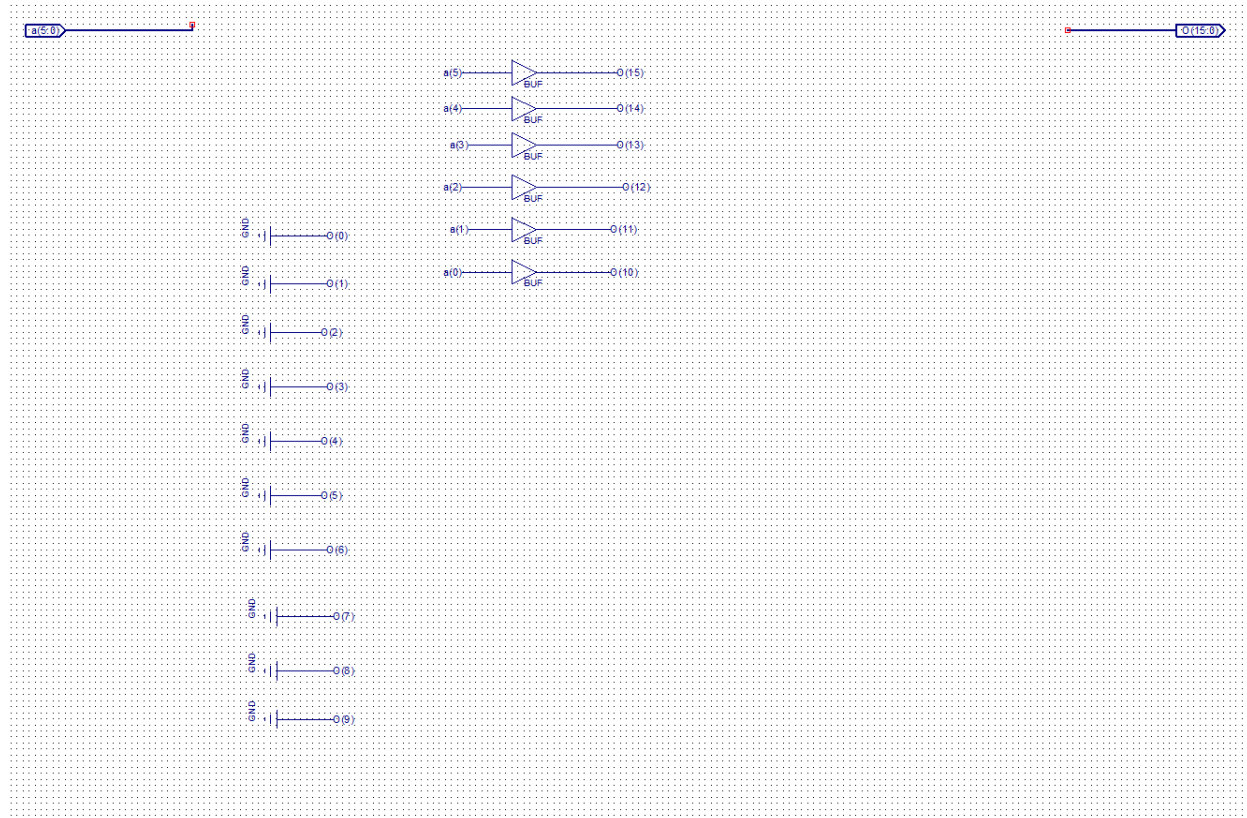 a(5:0) O(15:0)
a(5) BUF O(15)
a(4) BUF O(14)
a(3) BUF O(13)
a(2) BUF O(12)
a(1) BUF O(11)
GND O(0)
a(0) BUF O(10)
GND O(1)
GND O(2)
GND O(3)
GND O(4)
GND O(5)
GND O(6)
GND O(7)
GND O(8)
GND O(9)